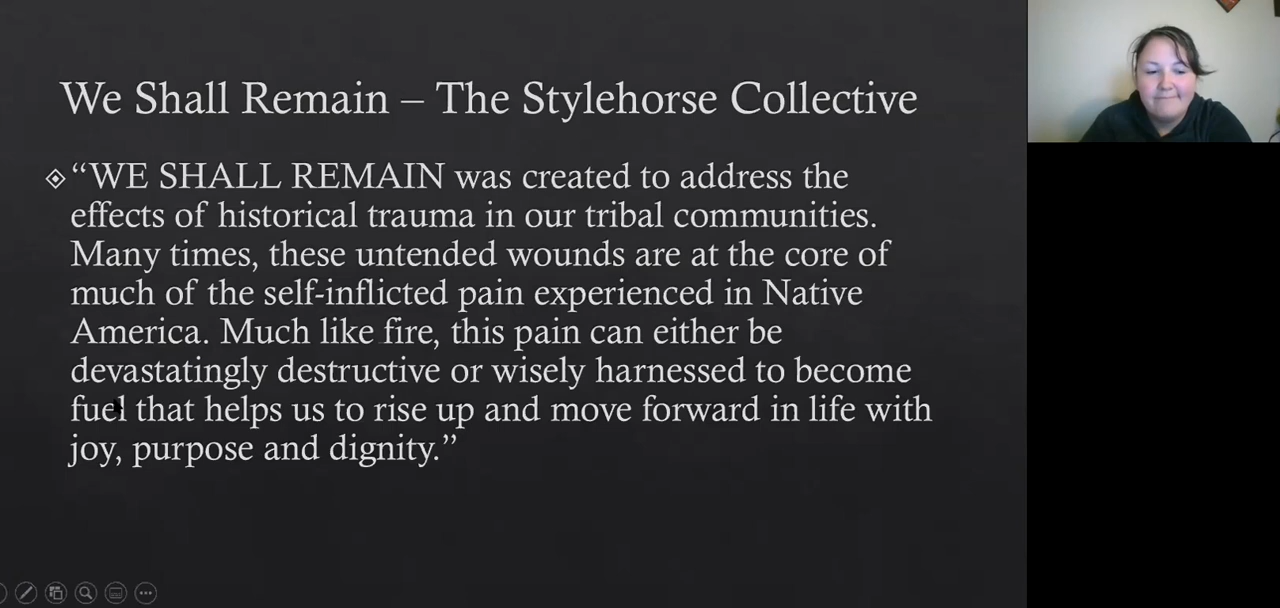 We Shall Remain – The Stylehorse Collective
“WE SHALL REMAIN was created to address the
effects of historical trauma in our tribal communities.
Many times, these untended wounds are at the core of
much of the self-inflicted pain experienced in Native
America. Much like fire, this pain can either be
devastatingly destructive or wisely harnessed to become
fuel that helps us to rise up and move forward in life with
joy, purpose and dignity.”